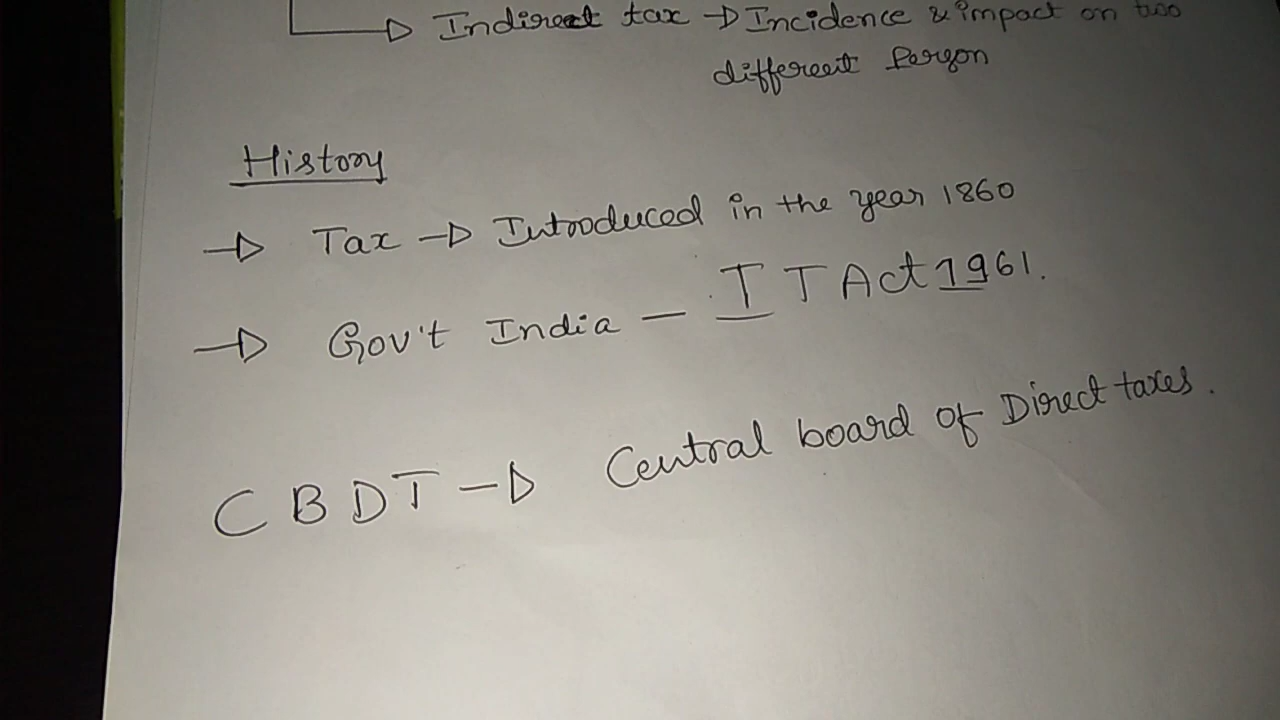 Indirect tax → Incidence & impact on two
different Person
History
→ Tax → Introduced in the year 1860
→ Gov't India - IT Act 1961.
CBDT → Central board of Direct taxes.